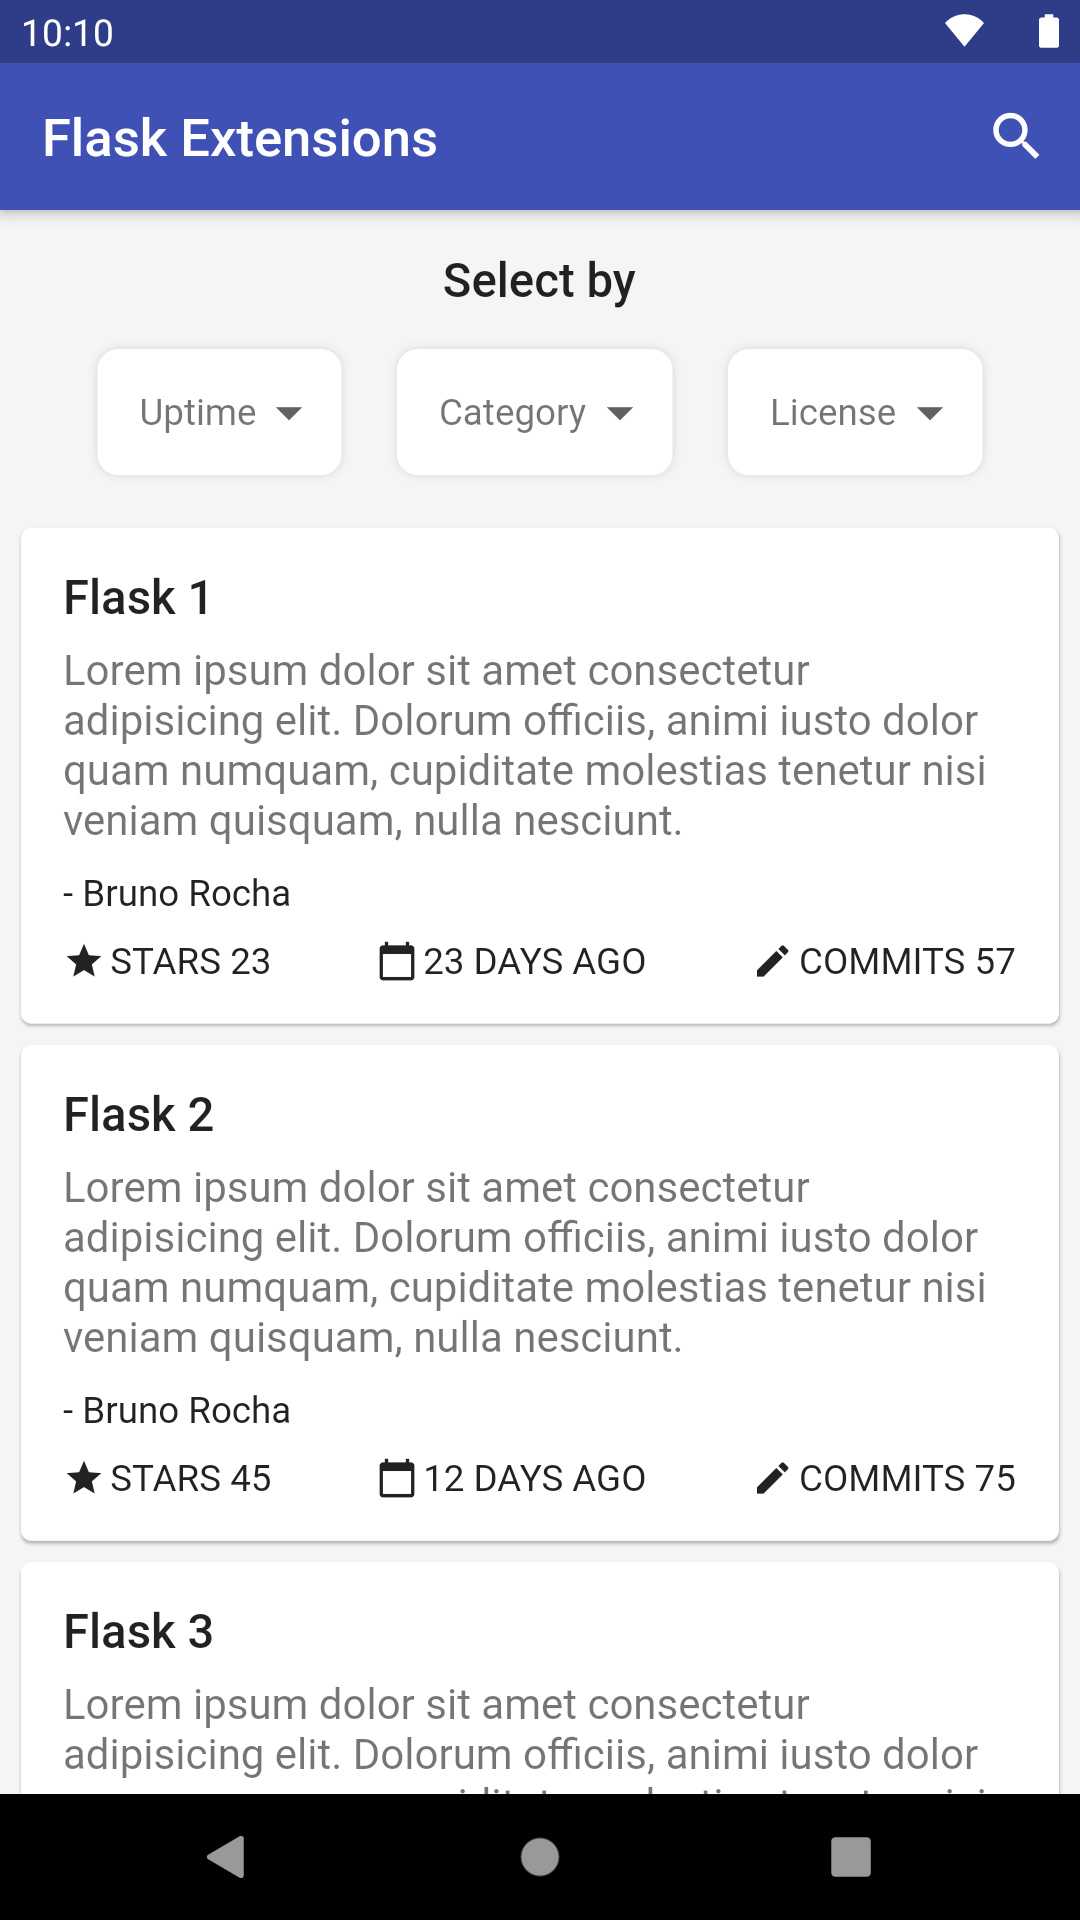 10:10
Flask Extensions
Select by
Uptime Category License
Flask 1
Lorem ipsum dolor sit amet consectetur
adipisicing elit. Dolorum officiis, animi iusto dolor
quam numquam, cupiditate molestias tenetur nisi
veniam quisquam, nulla nesciunt.
- Bruno Rocha
STARS 23 23 DAYS AGO COMMITS 57
Flask 2
Lorem ipsum dolor sit amet consectetur
adipisicing elit. Dolorum officiis, animi iusto dolor
quam numquam, cupiditate molestias tenetur nisi
veniam quisquam, nulla nesciunt.
- Bruno Rocha
STARS 45 12 DAYS AGO COMMITS 75
Flask 3
Lorem ipsum dolor sit amet consectetur
adipisicing elit. Dolorum officiis, animi iusto dolor